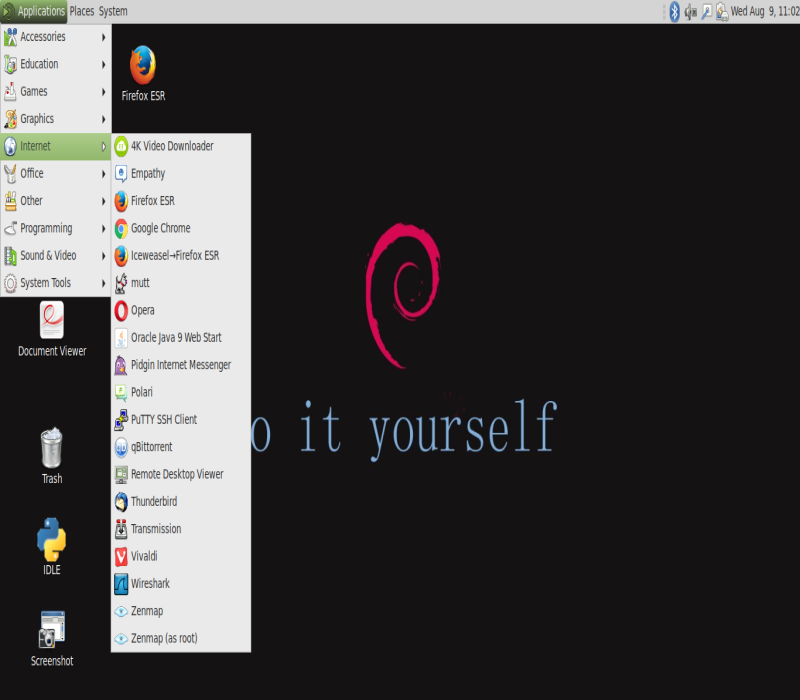 Applications Places System
Wed Aug 9, 11:02
Accessories
Education
Games
Graphics
Internet
Office
Other
Programming
Sound & Video
System Tools
4K Video Downloader
Empathy
Firefox ESR
Google Chrome
Iceweasel→Firefox ESR
mutt
Opera
Oracle Java 9 Web Start
Pidgin Internet Messenger
Polari
PuTTY SSH Client
qBittorrent
Remote Desktop Viewer
Thunderbird
Transmission
Vivaldi
Wireshark
Zenmap
Zenmap (as root)
Firefox ESR
Document Viewer
Trash
IDLE
Screenshot
o it yourself